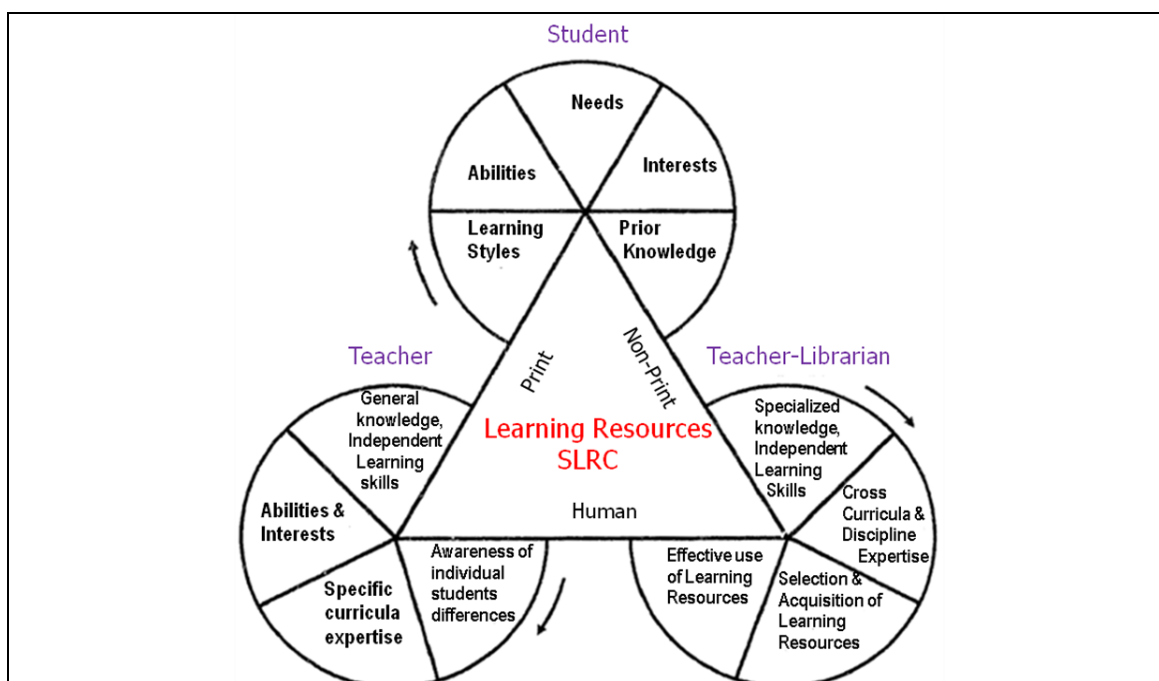 Student
Needs
Abilities
Interests
Learning
Styles
Prior
Knowledge
Teacher
Print
Non-Print
Teacher-Librarian
General
knowledge,
Independent
Learning
skills
Learning Resources
SLRC
Specialized
knowledge,
Independent
Learning
Skills
Abilities &
Interests
Human
Cross
Curricula &
Discipline
Expertise
Specific
curricula
expertise
Awareness of
individual
students
differences
Effective use
of Learning
Resources
Selection &
Acquisition of
Learning
Resources